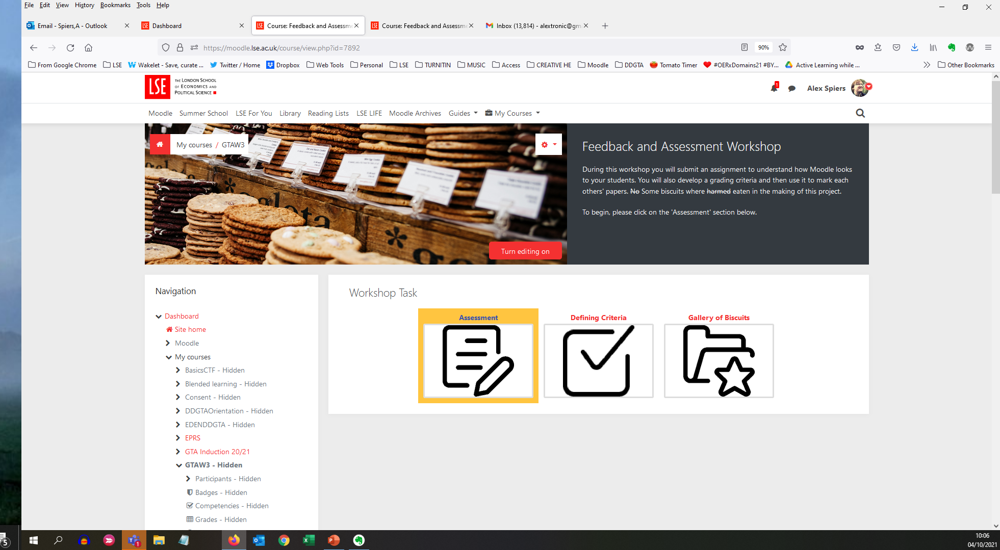 File Edit View History Bookmarks Tools Help
Email - Spiers,A - Outlook
Dashboard
Course: Feedback and Assessme
Course: Feedback and Assessme
Inbox (13,814) - alextronic@gm
https://moodle.lse.ac.uk/course/view.php?id=7892
90%
From Google Chrome LSE Wakelet - Save, curate ... Twitter / Home Dropbox Web Tools Personal LSE TURNITIN MUSIC Access CREATIVE HE Moodle DDGTA Tomato Timer #OERxDomains21 #BY... Active Learning while ... Other Bookmarks
LSE
THE LONDON SCHOOL
OF ECONOMICS AND
POLITICAL SCIENCE
1
Alex Spiers
Moodle Summer School LSE For You Library Reading Lists LSE LIFE Moodle Archives Guides My Courses
My courses / GTAW3
Turn editing on
Feedback and Assessment Workshop
During this workshop you will submit an assignment to understand how Moodle looks
to your students. You will also develop a grading criteria and then use it to mark each
others' papers. No Some biscuits where harmed eaten in the making of this project.
To begin, please click on the 'Assessment' section below.
Navigation
Dashboard
Site home
Moodle
My courses
BasicsCTF - Hidden
Blended learning - Hidden
Consent - Hidden
DDGTAOrientation - Hidden
EDENDDGTA - Hidden
EPRS
GTA Induction 20/21
GTAW3 - Hidden
Participants - Hidden
Badges - Hidden
Competencies - Hidden
Grades - Hidden
Workshop Task
Assessment
Defining Criteria
Gallery of Biscuits
5
1
10:06
04/10/2021